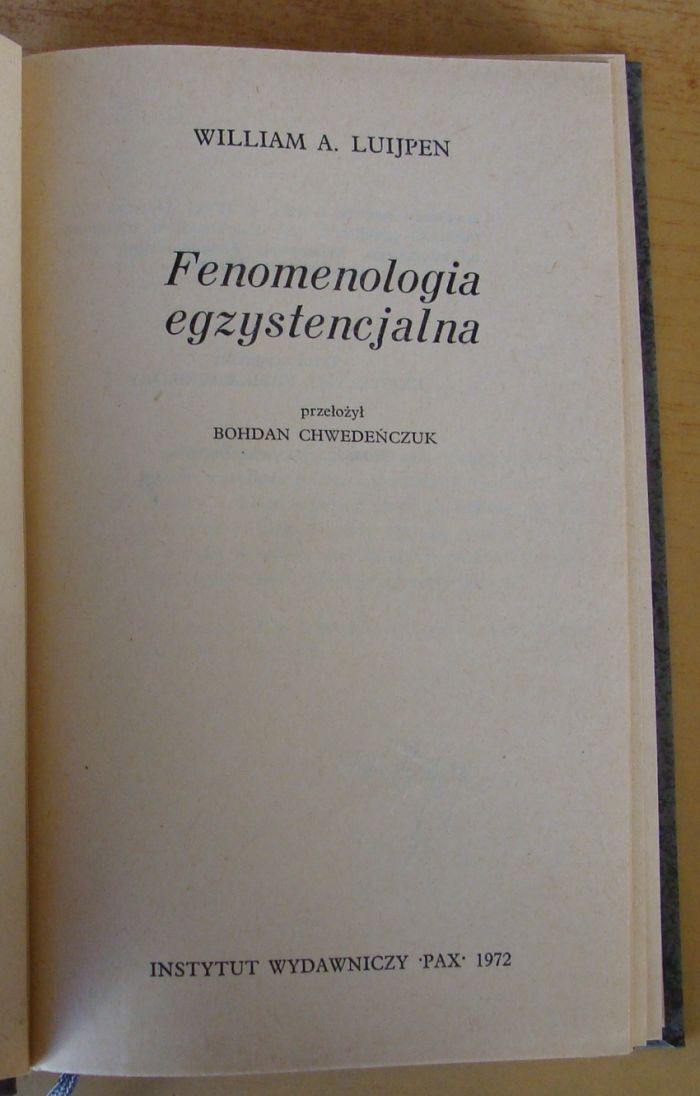 WILLIAM A. LUIJPEN
Fenomenologia
egzystencjalna
przełożył
BOHDAN CHWEDEŃCZUK
INSTYTUT WYDAWNICZY ·PAX· 1972